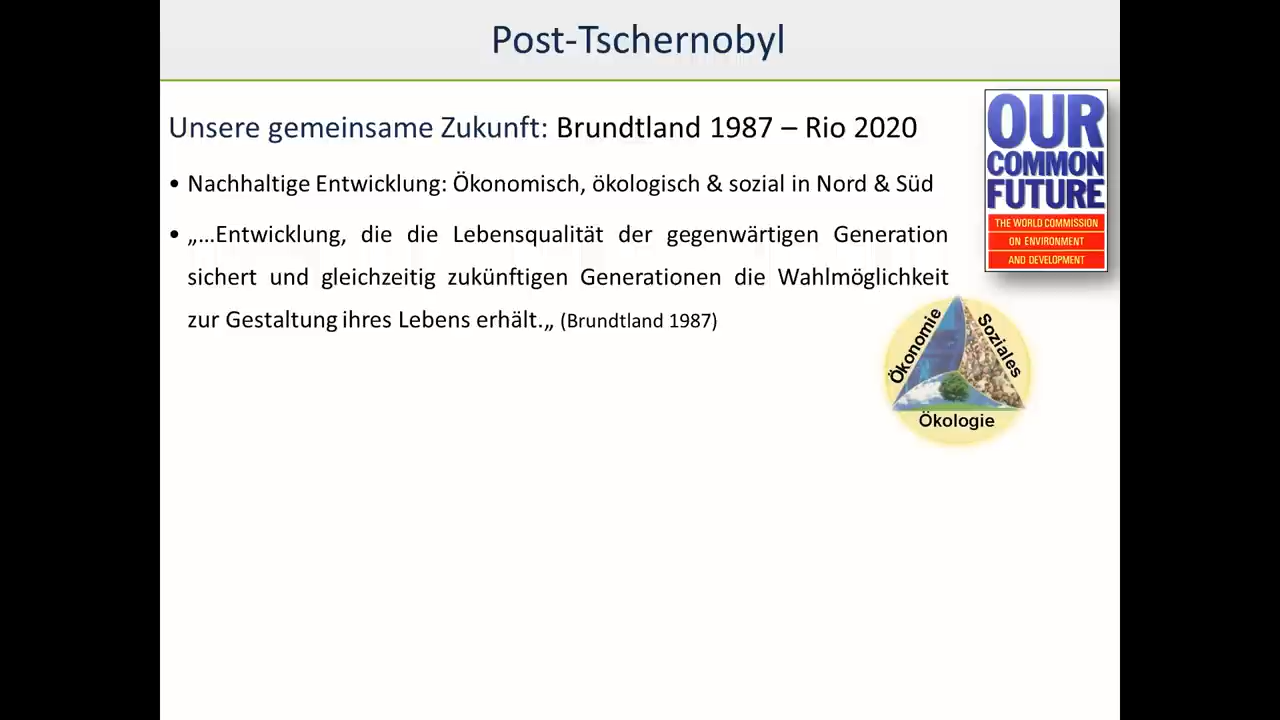 Post-Tschernobyl
Unsere gemeinsame Zukunft: Brundtland 1987 – Rio 2020
• Nachhaltige Entwicklung: Ökonomisch, ökologisch & sozial in Nord & Süd
• „…Entwicklung, die die Lebensqualität der gegenwärtigen Generation
sichert und gleichzeitig zukünftigen Generationen die Wahlmöglichkeit
zur Gestaltung ihres Lebens erhält.„ (Brundtland 1987)
OUR
COMMON
FUTURE
THE WORLD COMMISSION
ON ENVIRONMENT
AND DEVELOPMENT
Ökonomie
Soziales
Ökologie